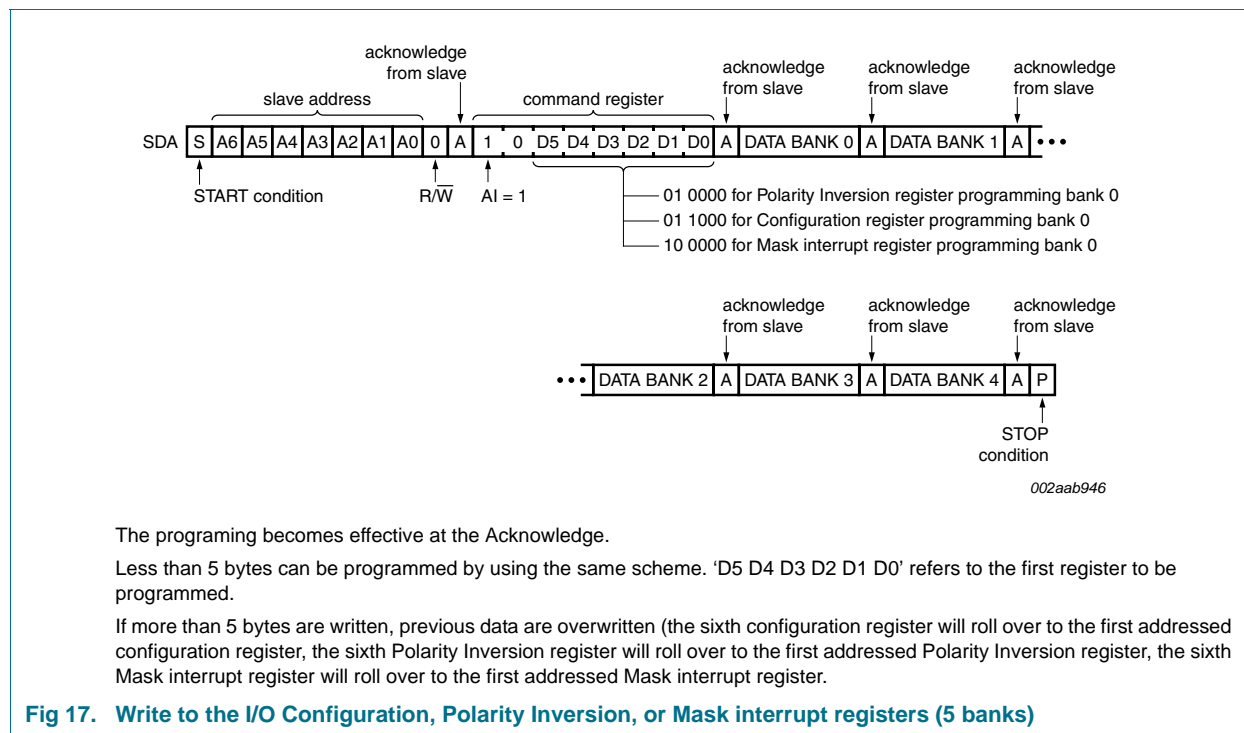 acknowledge
from slave
slave address
command register
acknowledge
from slave
acknowledge
from slave
acknowledge
from slave
SDA S A6 A5 A4 A3 A2 A1 A0 0 A 1 0 D5 D4 D3 D2 D1 D0 A DATA BANK 0 A DATA BANK 1 A •••
START condition
R/W̅
AI = 1
01 0000 for Polarity Inversion register programming bank 0
01 1000 for Configuration register programming bank 0
10 0000 for Mask interrupt register programming bank 0
acknowledge
from slave
acknowledge
from slave
acknowledge
from slave
••• DATA BANK 2 A DATA BANK 3 A DATA BANK 4 A P
STOP
condition
002aab946
The programing becomes effective at the Acknowledge.
Less than 5 bytes can be programmed by using the same scheme. ‘D5 D4 D3 D2 D1 D0’ refers to the first register to be
programmed.
If more than 5 bytes are written, previous data are overwritten (the sixth configuration register will roll over to the first addressed
configuration register, the sixth Polarity Inversion register will roll over to the first addressed Polarity Inversion register, the sixth
Mask interrupt register will roll over to the first addressed Mask interrupt register.
Fig 17. Write to the I/O Configuration, Polarity Inversion, or Mask interrupt registers (5 banks)